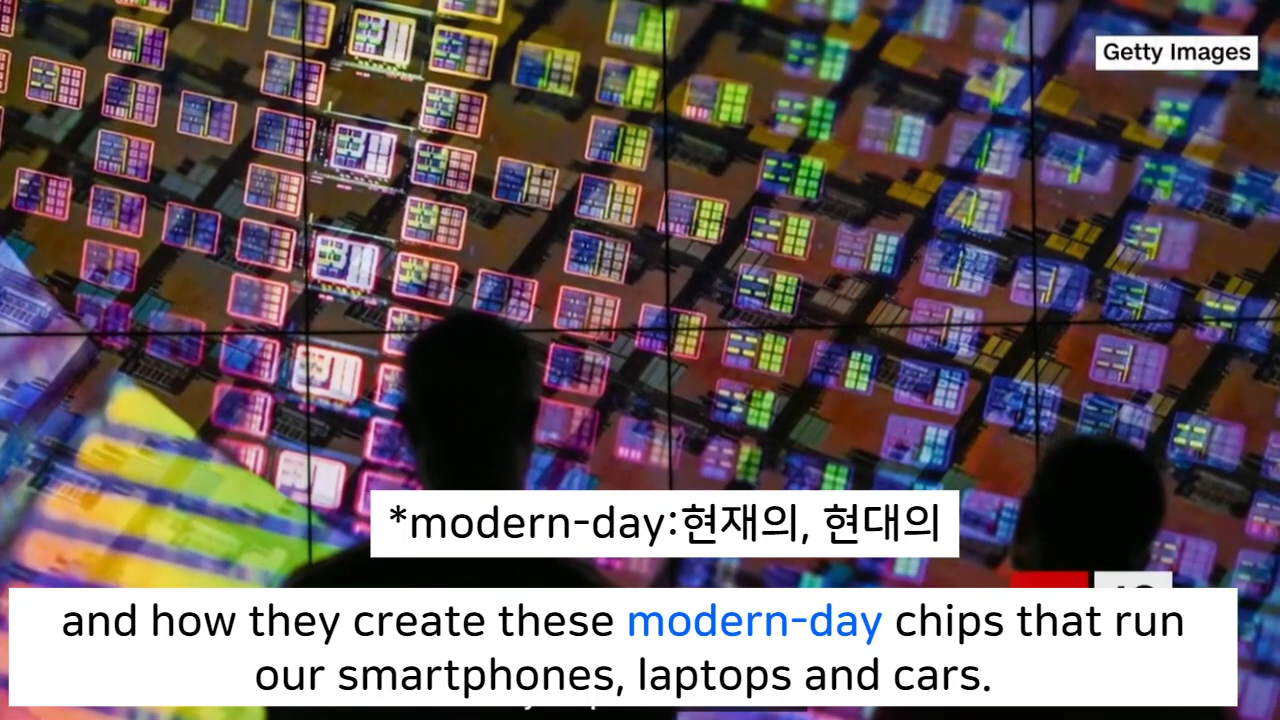 Getty Images
*modern-day:현재의, 현대의
and how they create these modern-day chips that run
our smartphones, laptops and cars.